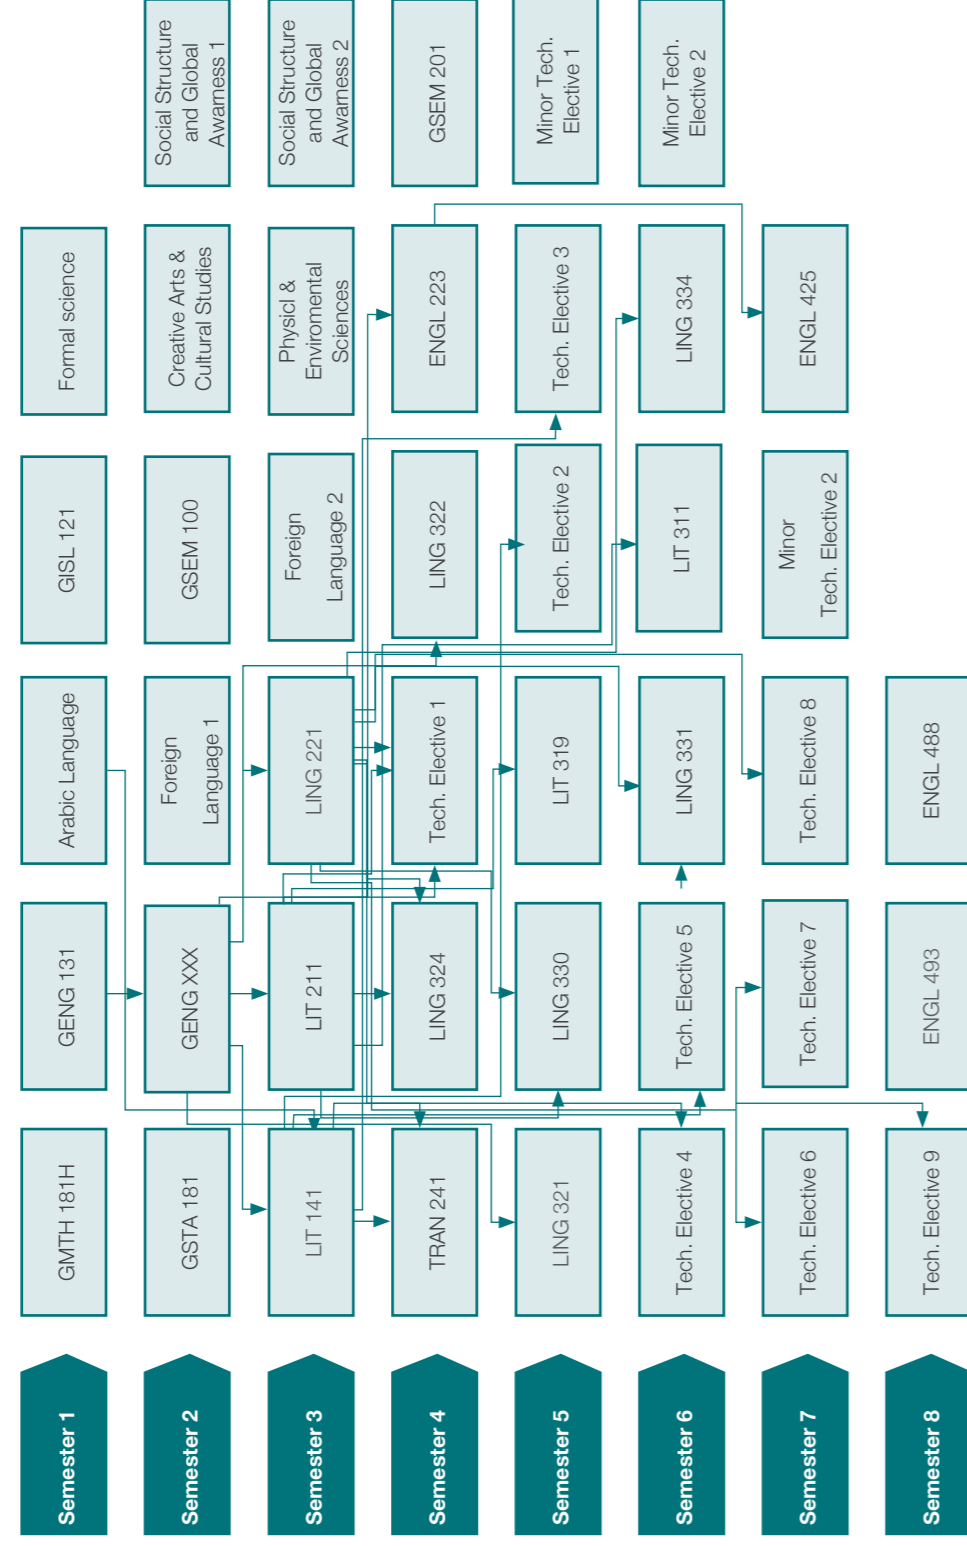 Semester 1
GMTH 181H
GENG 131
Arabic Language
GISL 121
Formal science
Semester 2
GSTA 181
GENG XXX
Foreign
Language 1
GSEM 100
Creative Arts &
Cultural Studies
Social Structure
and Global
Awarness 1
Semester 3
LIT 141
LIT 211
LING 221
Foreign
Language 2
Physicl &
Enviromental
Sciences
Social Structure
and Global
Awarness 2
Semester 4
TRAN 241
LING 324
Tech. Elective 1
LING 322
ENGL 223
GSEM 201
Semester 5
LING 321
LING 330
LIT 319
Tech. Elective 2
Tech. Elective 3
Minor Tech.
Elective 1
Semester 6
Tech. Elective 4
Tech. Elective 5
LING 331
LIT 311
LING 334
Minor Tech.
Elective 2
Semester 7
Tech. Elective 6
Tech. Elective 7
Tech. Elective 8
Minor
Tech. Elective 2
ENGL 425
Semester 8
Tech. Elective 9
ENGL 493
ENGL 488